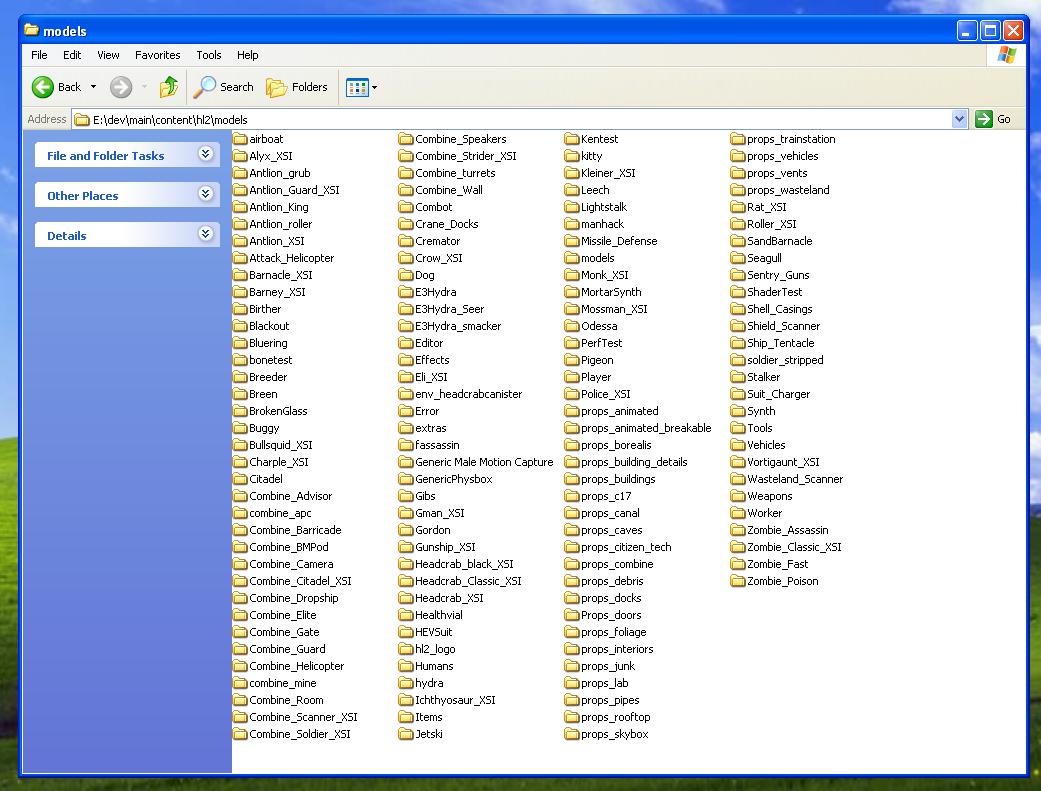 models
File Edit View Favorites Tools Help
Back Search Folders
Address E:\dev\main\content\hl2\models Go
File and Folder Tasks
Other Places
Details
airboat
Alyx_XSI
Antlion_grub
Antlion_Guard_XSI
Antlion_King
Antlion_roller
Antlion_XSI
Attack_Helicopter
Barnacle_XSI
Barney_XSI
Birther
Blackout
Bluering
bonetest
Breeder
Breen
BrokenGlass
Buggy
Bullsquid_XSI
Charple_XSI
Citadel
Combine_Advisor
combine_apc
Combine_Barricade
Combine_BMPod
Combine_Camera
Combine_Citadel_XSI
Combine_Dropship
Combine_Elite
Combine_Gate
Combine_Guard
Combine_Helicopter
combine_mine
Combine_Room
Combine_Scanner_XSI
Combine_Soldier_XSI
Combine_Speakers
Combine_Strider_XSI
Combine_turrets
Combine_Wall
Combot
Crane_Docks
Cremator
Crow_XSI
Dog
E3Hydra
E3Hydra_Seer
E3Hydra_smacker
Editor
Effects
Eli_XSI
env_headcrabcanister
Error
extras
fassassin
Generic Male Motion Capture
GenericPhysbox
Gibs
Gman_XSI
Gordon
Gunship_XSI
Headcrab_black_XSI
Headcrab_Classic_XSI
Headcrab_XSI
Healthvial
HEVSuit
hl2_logo
Humans
hydra
Ichthyosaur_XSI
Items
Jetski
Kentest
kitty
Kleiner_XSI
Leech
Lightstalk
manhack
Missile_Defense
models
Monk_XSI
MortarSynth
Mossman_XSI
Odessa
PerfTest
Pigeon
Player
Police_XSI
props_animated
props_animated_breakable
props_borealis
props_building_details
props_buildings
props_c17
props_canal
props_caves
props_citizen_tech
props_combine
props_debris
props_docks
Props_doors
props_foliage
props_interiors
props_junk
props_lab
props_pipes
props_rooftop
props_skybox
props_trainstation
props_vehicles
props_vents
props_wasteland
Rat_XSI
Roller_XSI
SandBarnacle
Seagull
Sentry_Guns
ShaderTest
Shell_Casings
Shield_Scanner
Ship_Tentacle
soldier_stripped
Stalker
Suit_Charger
Synth
Tools
Vehicles
Vortigaunt_XSI
Wasteland_Scanner
Weapons
Worker
Zombie_Assassin
Zombie_Classic_XSI
Zombie_Fast
Zombie_Poison